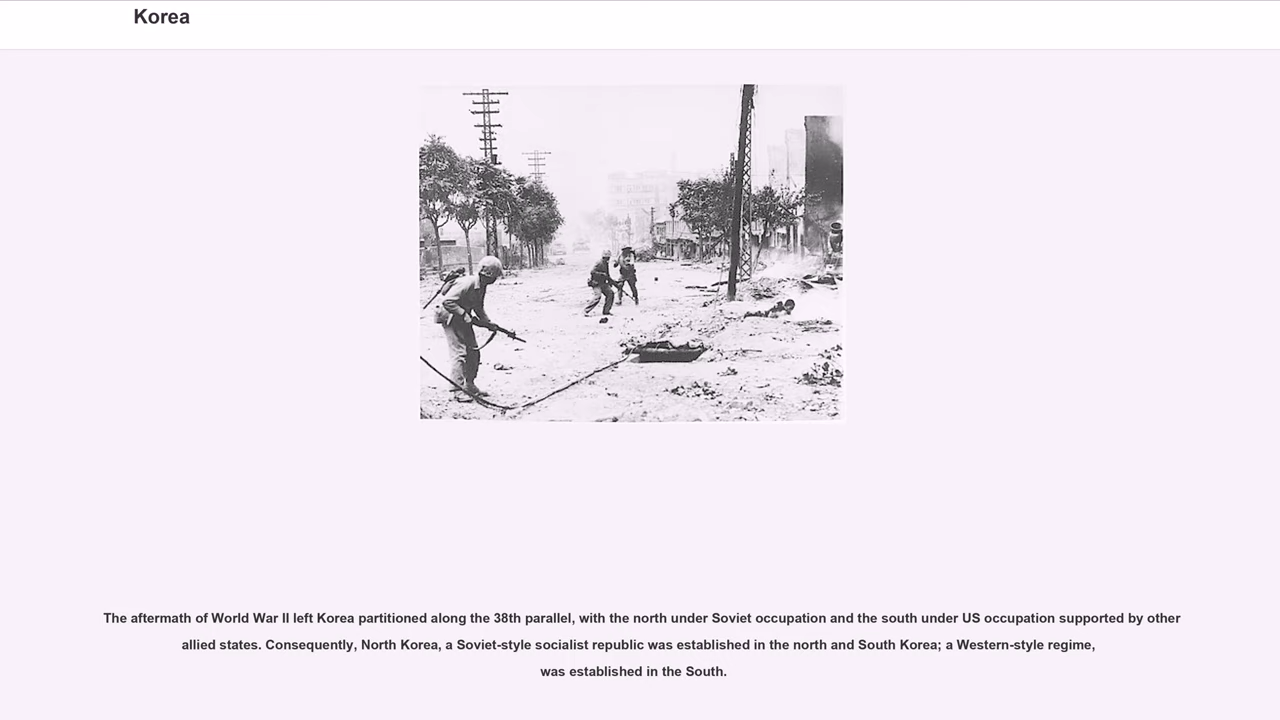 Korea
The aftermath of World War II left Korea partitioned along the 38th parallel, with the north under Soviet occupation and the south under US occupation supported by other
allied states. Consequently, North Korea, a Soviet-style socialist republic was established in the north and South Korea; a Western-style regime,
was established in the South.